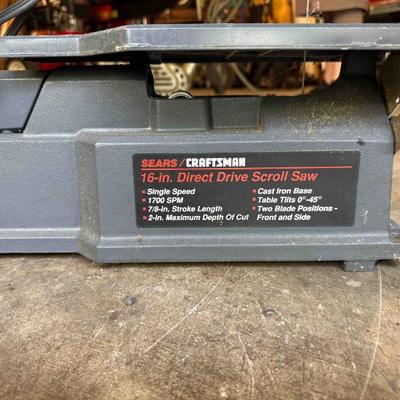 SEARS/CRAFTSMAN
16-in. Direct Drive Scroll Saw
• Single Speed
• 1700 SPM
• 7/8-in. Stroke Length
• 2-in. Maximum Depth Of Cut
• Cast Iron Base
• Table Tilts 0°-45°
• Two Blade Positions -
Front and Side